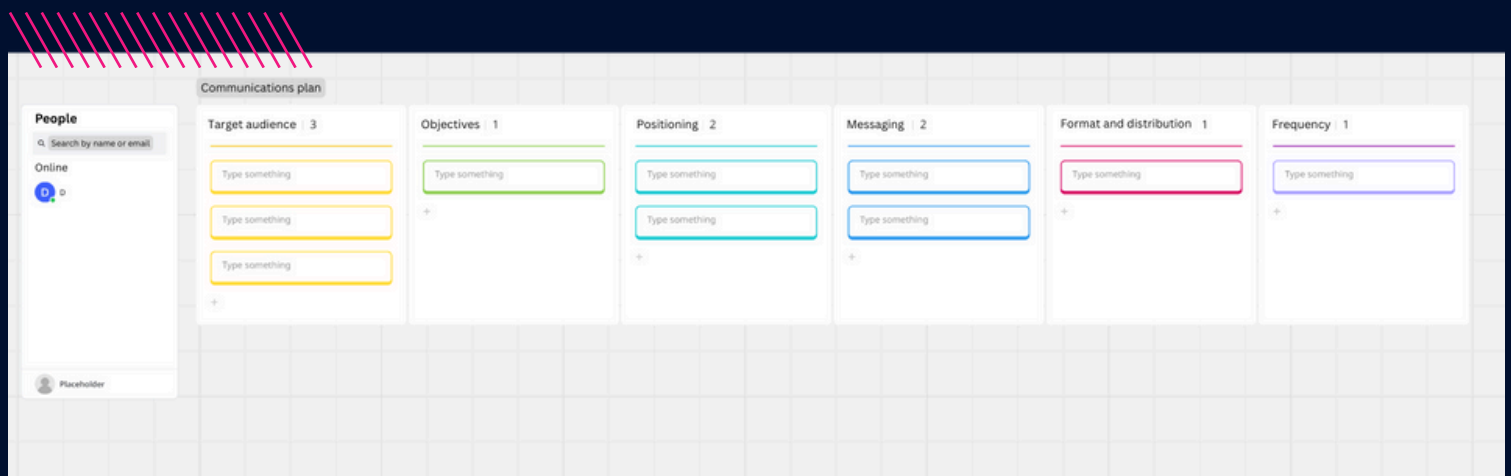 Communications plan
People
Search by name or email
Online
D D
Placeholder
Target audience 3
Type something
Type something
Type something
+
Objectives 1
Type something
+
Positioning 2
Type something
Type something
+
Messaging 2
Type something
Type something
+
Format and distribution 1
Type something
+
Frequency 1
Type something
+